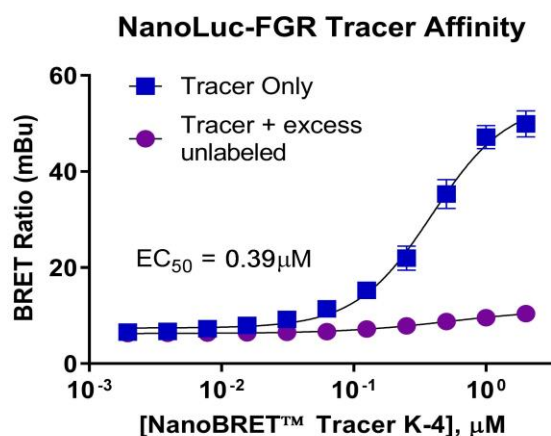 NanoLuc-FGR Tracer Affinity
60
40
20
0
BRET Ratio (mBu)
Tracer Only
Tracer + excess
unlabeled
EC₅₀ = 0.39μM
10⁻³
10⁻²
10⁻¹
10⁰
[NanoBRET™ Tracer K-4], μM